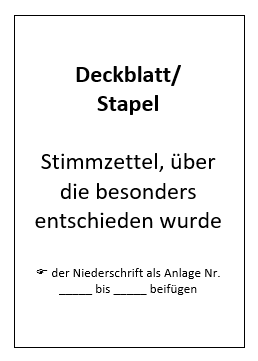 Deckblatt/
Stapel
Stimmzettel, über
die besonders
entschieden wurde
☞ der Niederschrift als Anlage Nr.
_____ bis _____ beifügen